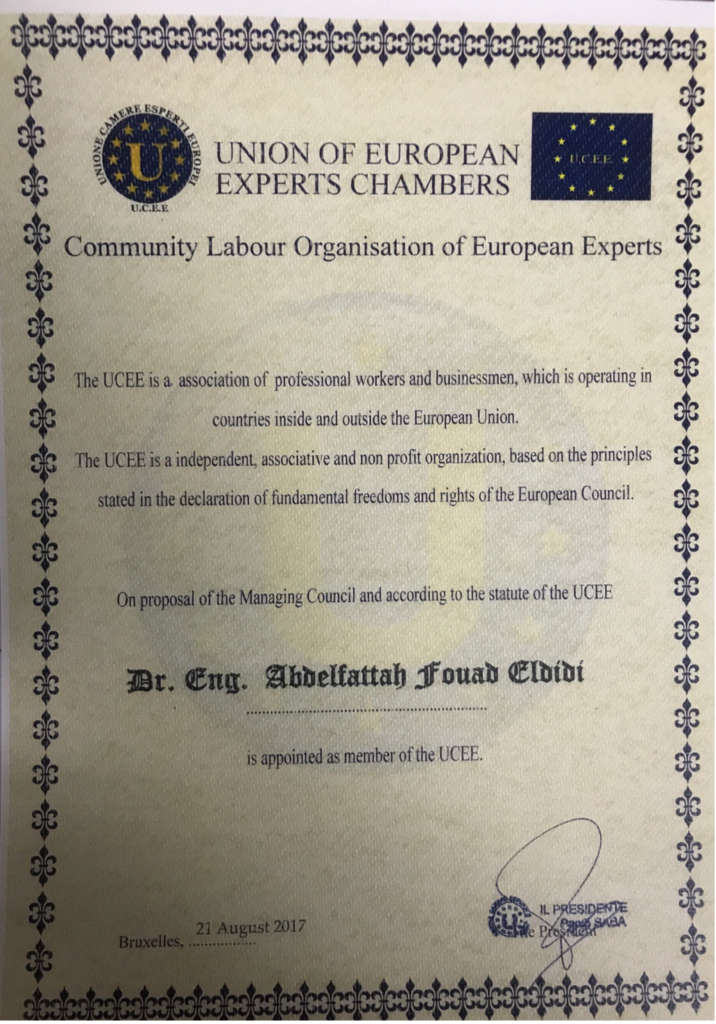 UNIONE CAMERE ESPERTI EUROPEI
U
U.C.E.E
UNION OF EUROPEAN
EXPERTS CHAMBERS
U.C.E.E.
Community Labour Organisation of European Experts
The UCEE is a association of professional workers and businessmen, which is operating in
countries inside and outside the European Union.
The UCEE is a independent, associative and non profit organization, based on the principles
stated in the declaration of fundamental freedoms and rights of the European Council.
On proposal of the Managing Council and according to the statute of the UCEE
Dr. Eng. Abdelfattah Fouad Eldidi
is appointed as member of the UCEE.
21 August 2017
Bruxelles,
IL PRESIDENTE
SABA
President